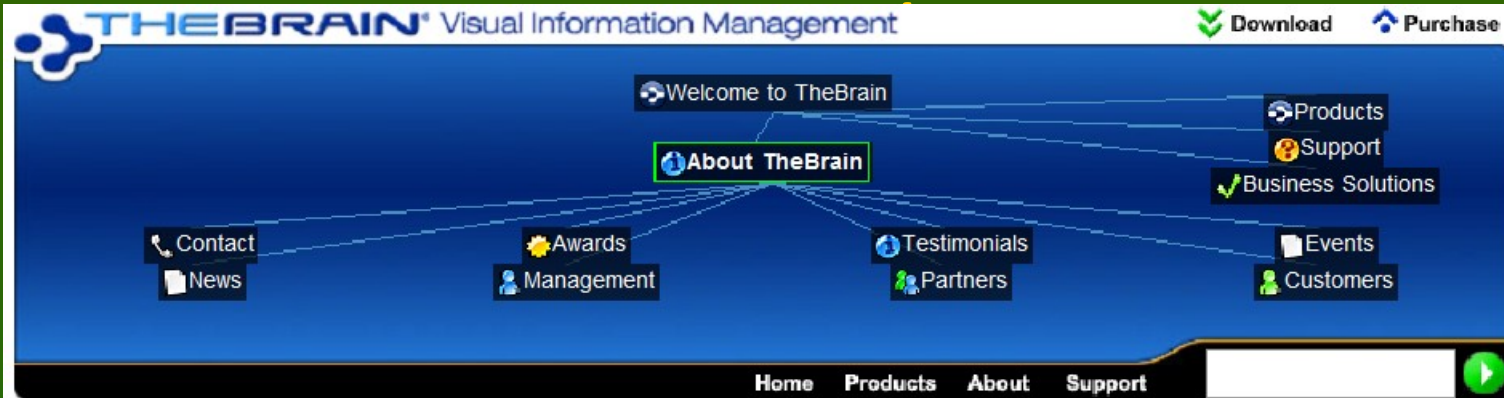 THEBRAIN® Visual Information Management
Download
Purchase
Welcome to TheBrain
Products
Support
Business Solutions
About TheBrain
Contact
Awards
Testimonials
Events
News
Management
Partners
Customers
Home Products About Support